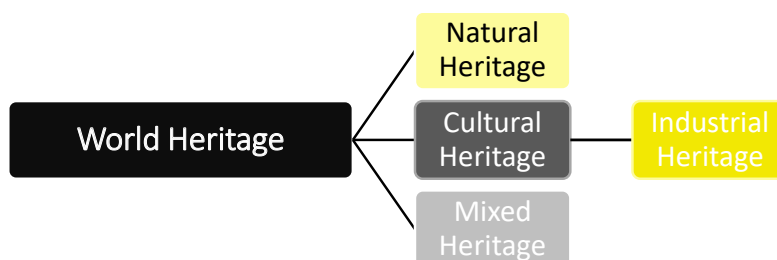 Natural
Heritage
World Heritage
Cultural
Heritage
Industrial
Heritage
Mixed
Heritage